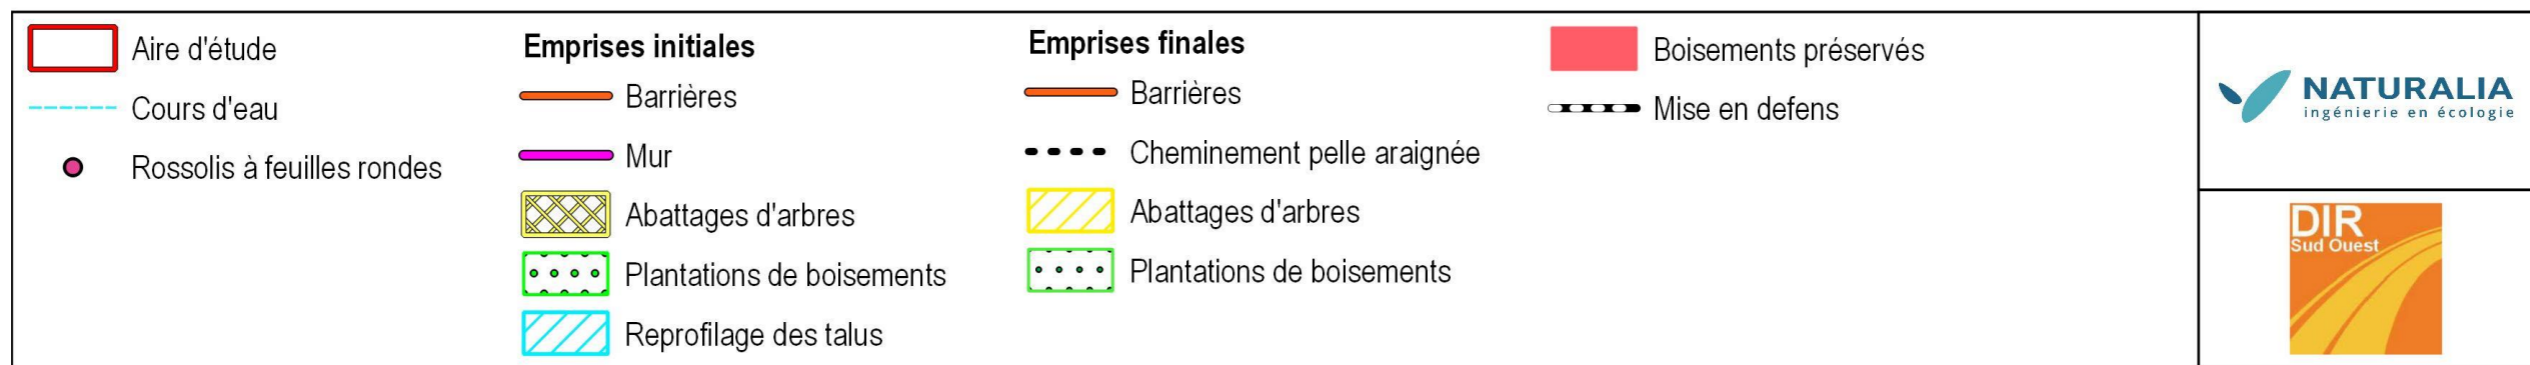 Aire d'étude
Cours d'eau
Rossolis à feuilles rondes
Emprises initiales
Barrières
Mur
Abattages d'arbres
Plantations de boisements
Reprofilage des talus
Emprises finales
Barrières
Cheminement pelle araignée
Abattages d'arbres
Plantations de boisements
Boisements préservés
Mise en defens
NATURALIA
ingénierie en écologie
DIR
Sud Ouest